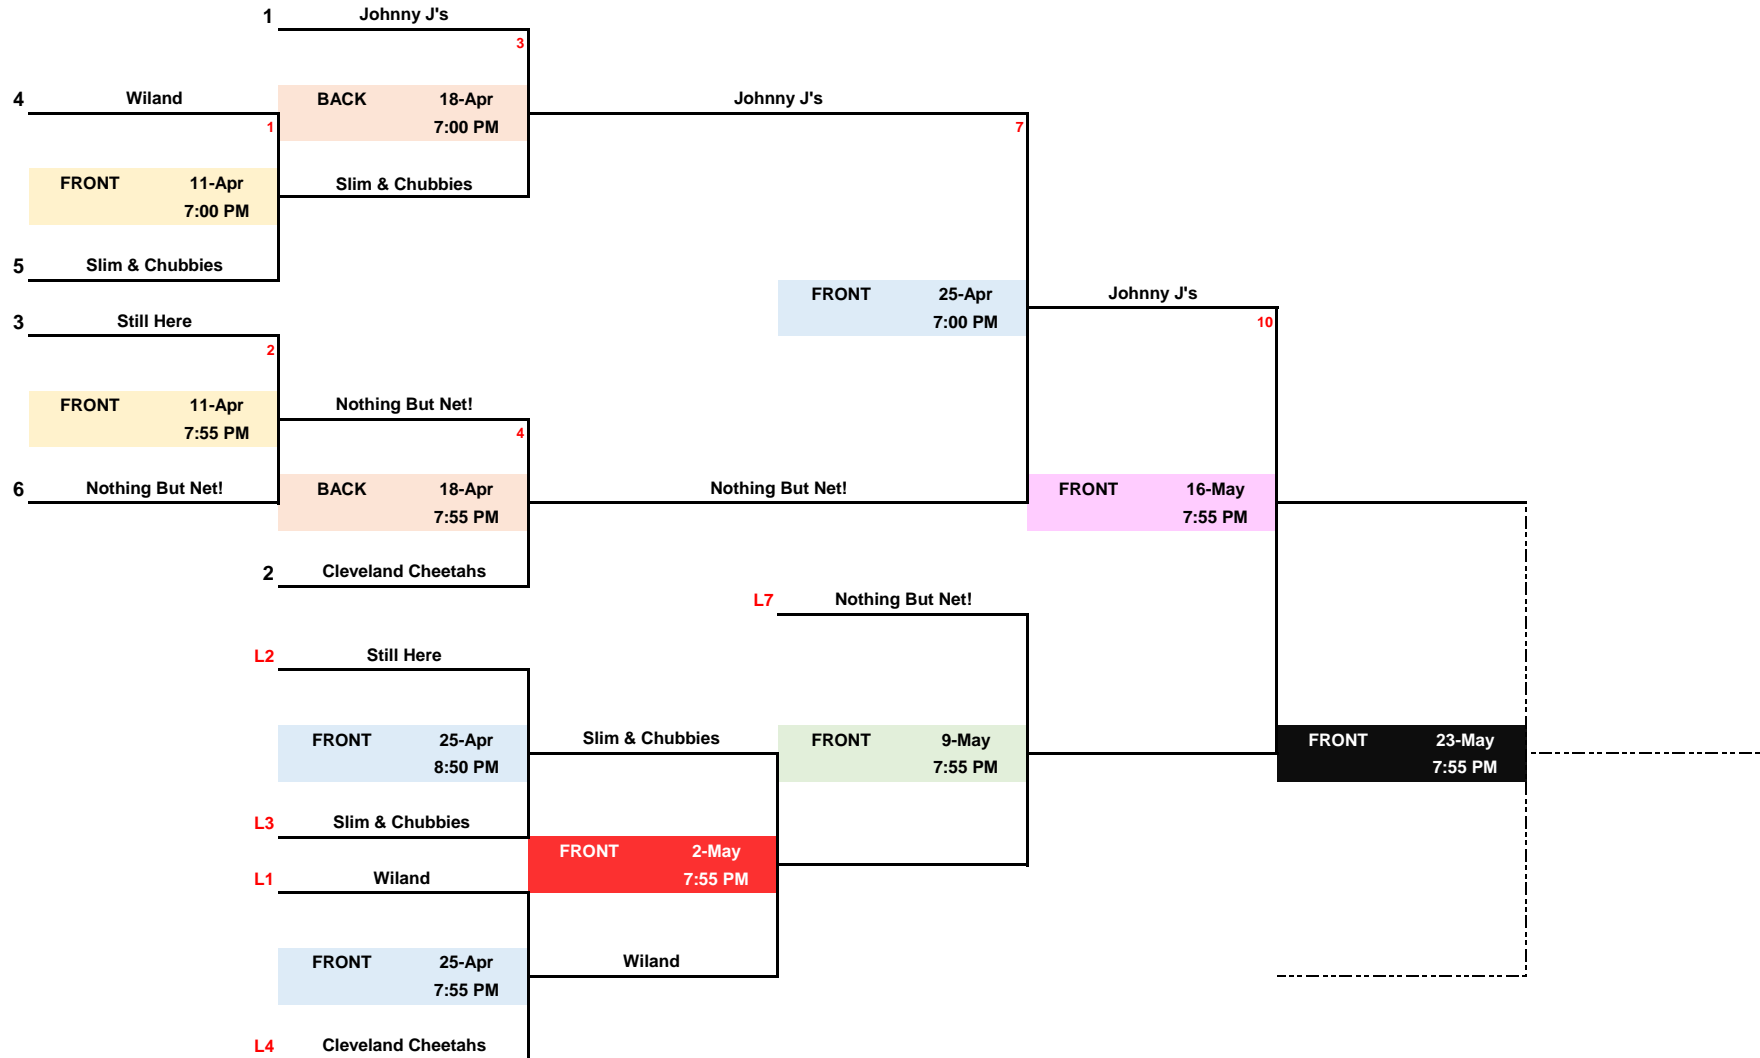 1 Johnny J's
3
4 Wiland BACK 18-Apr Johnny J's
1 7:00 PM 7
FRONT 11-Apr Slim & Chubbies
7:00 PM
5 Slim & Chubbies
FRONT 25-Apr Johnny J's
3 Still Here 7:00 PM 10
2
FRONT 11-Apr Nothing But Net!
7:55 PM 4
6 Nothing But Net! BACK 18-Apr Nothing But Net! FRONT 16-May
7:55 PM 7:55 PM
2 Cleveland Cheetahs
L7 Nothing But Net!
L2 Still Here
FRONT 25-Apr Slim & Chubbies FRONT 9-May FRONT 23-May
8:50 PM 7:55 PM 7:55 PM
L3 Slim & Chubbies
FRONT 2-May
L1 Wiland 7:55 PM
FRONT 25-Apr Wiland
7:55 PM
L4 Cleveland Cheetahs